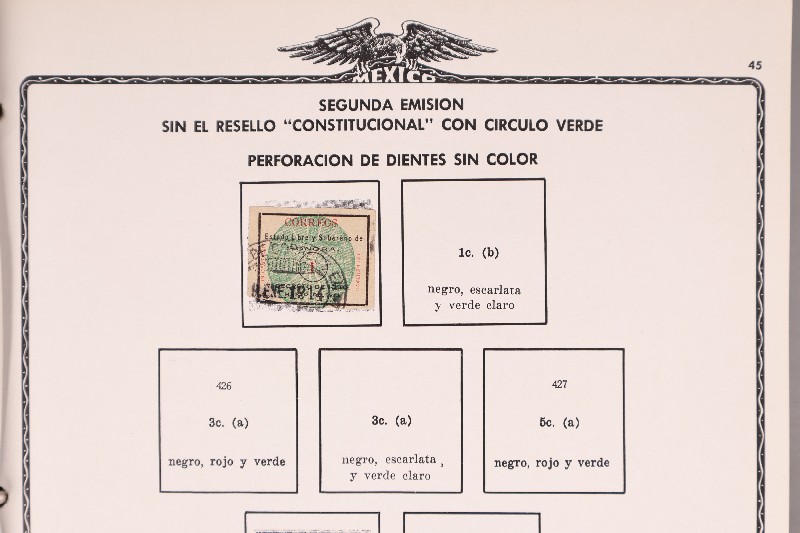 MEXICO
45
SEGUNDA EMISION
SIN EL RESELLO "CONSTITUCIONAL" CON CIRCULO VERDE
PERFORACION DE DIENTES SIN COLOR
CORREOS
Estado Libre y Soberano de
SONORA
ENE 1914
1c. (b)
negro, escarlata
y verde claro
426
3c. (a)
negro, rojo y verde
3c. (a)
negro, escarlata,
y verde claro
427
5c. (a)
negro, rojo y verde